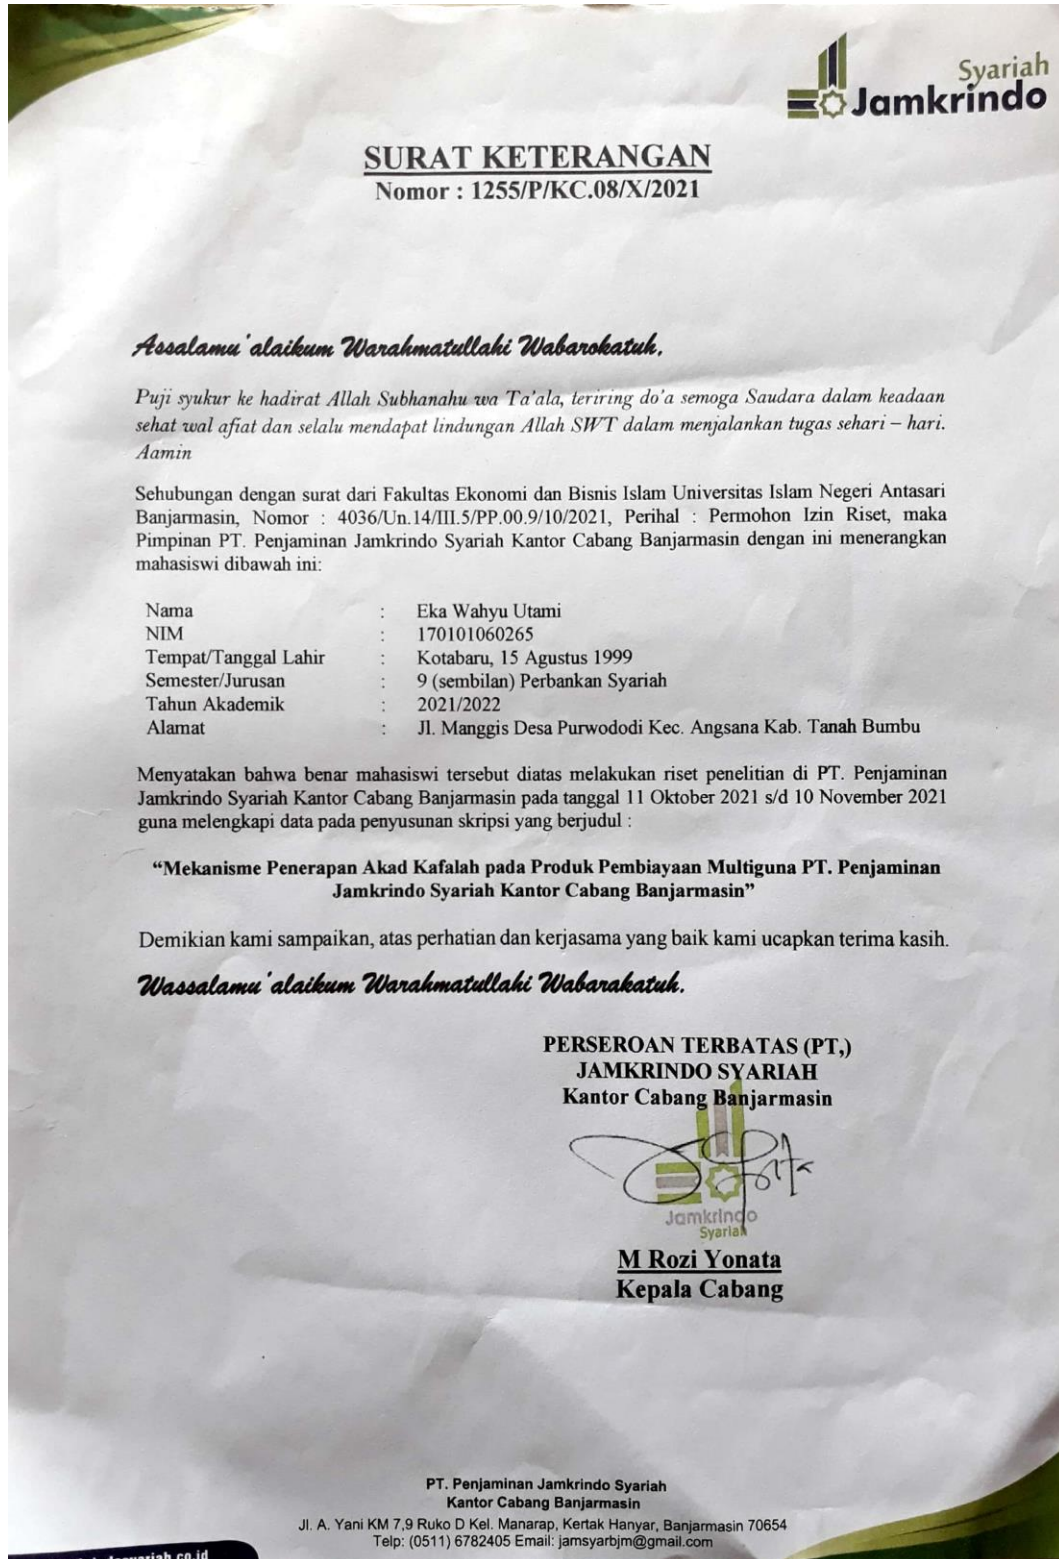 Syariah
Jamkrindo
SURAT KETERANGAN
Nomor : 1255/P/KC.08/X/2021
Assalamu'alaikum Warahmatullahi Wabarokatuh,
Puji syukur ke hadirat Allah Subhanahu wa Ta'ala, teriring do'a semoga Saudara dalam keadaan
sehat wal afiat dan selalu mendapat lindungan Allah SWT dalam menjalankan tugas sehari – hari.
Aamin
Sehubungan dengan surat dari Fakultas Ekonomi dan Bisnis Islam Universitas Islam Negeri Antasari
Banjarmasin, Nomor : 4036/Un.14/III.5/PP.00.9/10/2021, Perihal : Permohon Izin Riset, maka
Pimpinan PT. Penjaminan Jamkrindo Syariah Kantor Cabang Banjarmasin dengan ini menerangkan
mahasiswi dibawah ini:
Nama : Eka Wahyu Utami
NIM : 170101060265
Tempat/Tanggal Lahir : Kotabaru, 15 Agustus 1999
Semester/Jurusan : 9 (sembilan) Perbankan Syariah
Tahun Akademik : 2021/2022
Alamat : Jl. Manggis Desa Purwododi Kec. Angsana Kab. Tanah Bumbu
Menyatakan bahwa benar mahasiswi tersebut diatas melakukan riset penelitian di PT. Penjaminan
Jamkrindo Syariah Kantor Cabang Banjarmasin pada tanggal 11 Oktober 2021 s/d 10 November 2021
guna melengkapi data pada penyusunan skripsi yang berjudul :
“Mekanisme Penerapan Akad Kafalah pada Produk Pembiayaan Multiguna PT. Penjaminan
Jamkrindo Syariah Kantor Cabang Banjarmasin”
Demikian kami sampaikan, atas perhatian dan kerjasama yang baik kami ucapkan terima kasih.
Wassalamu'alaikum Warahmatullahi Wabarakatuh.
PERSEROAN TERBATAS (PT,)
JAMKRINDO SYARIAH
Kantor Cabang Banjarmasin
Jamkrindo
Syariah
M Rozi Yonata
Kepala Cabang
PT. Penjaminan Jamkrindo Syariah
Kantor Cabang Banjarmasin
Jl. A. Yani KM 7,9 Ruko D Kel. Manarap, Kertak Hanyar, Banjarmasin 70654
Telp: (0511) 6782405 Email: jamsyarbjm@gmail.com